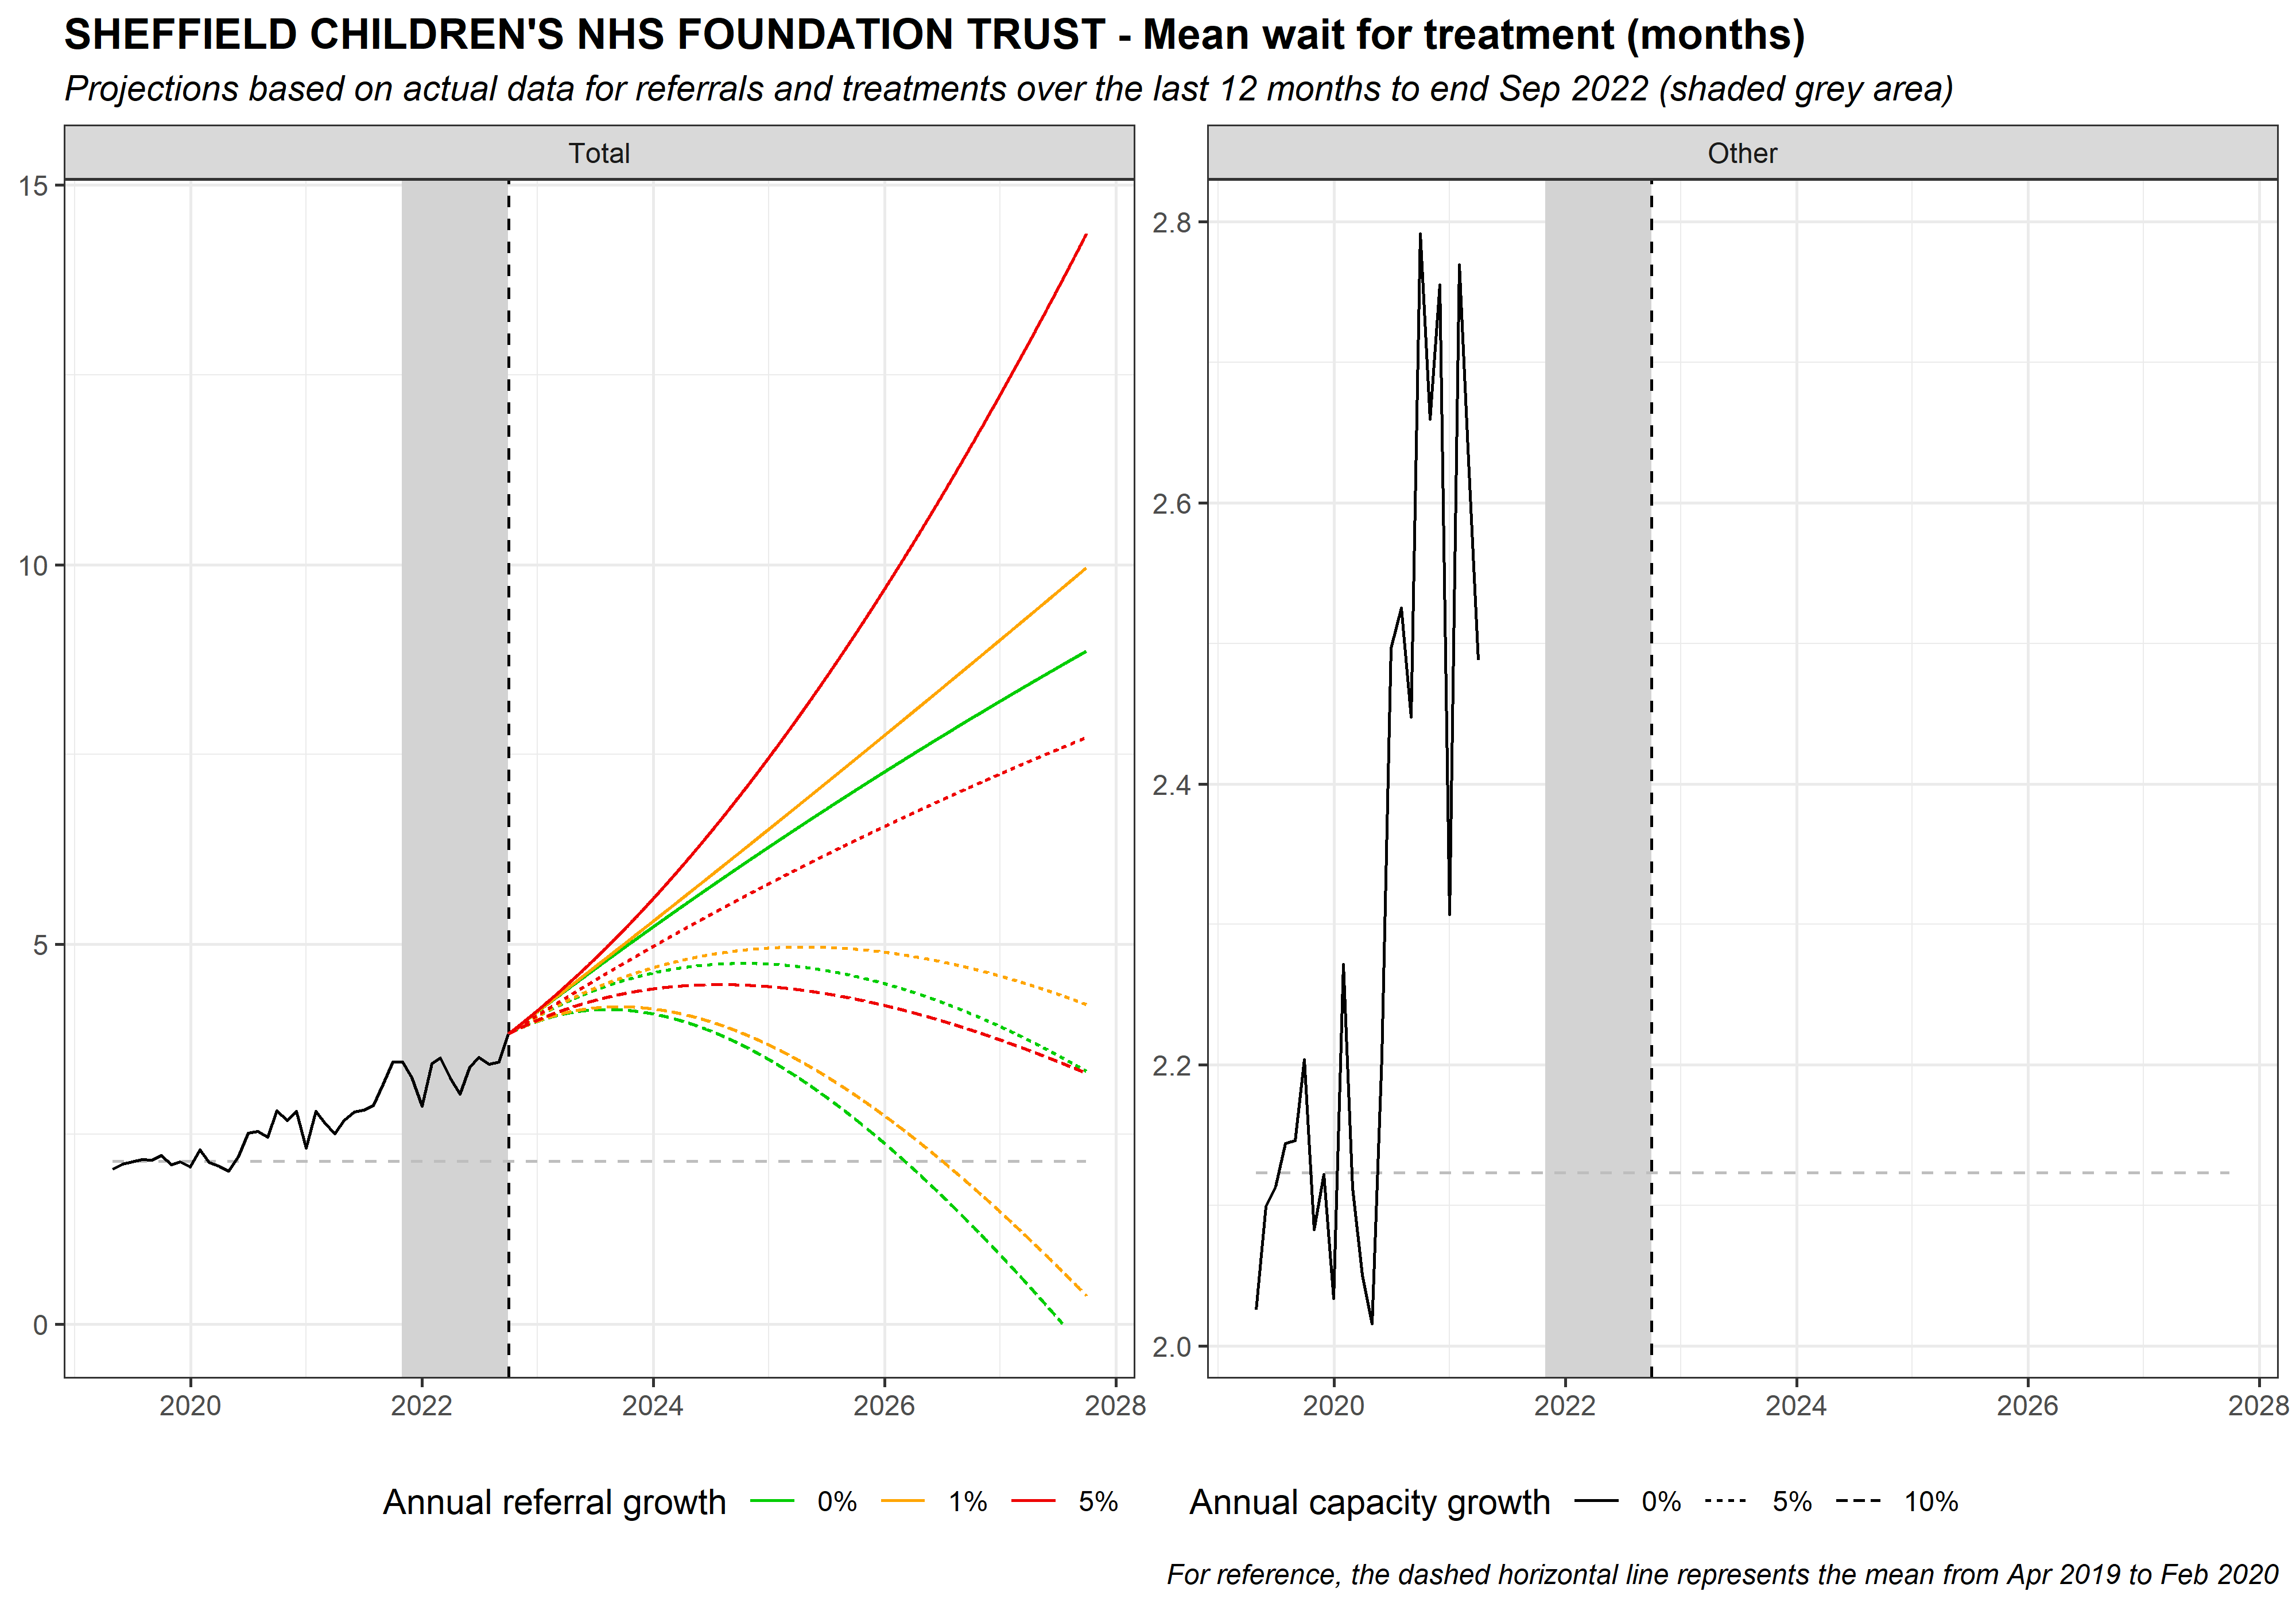 SHEFFIELD CHILDREN'S NHS FOUNDATION TRUST - Mean wait for treatment (months)
Projections based on actual data for referrals and treatments over the last 12 months to end Sep 2022 (shaded grey area)
Total
15
10
5
0
2020 2022 2024 2026 2028
Other
2.8
2.6
2.4
2.2
2.0
2020 2022 2024 2026 2028
Annual referral growth 0% 1% 5%
Annual capacity growth 0% 5% 10%
For reference, the dashed horizontal line represents the mean from Apr 2019 to Feb 2020